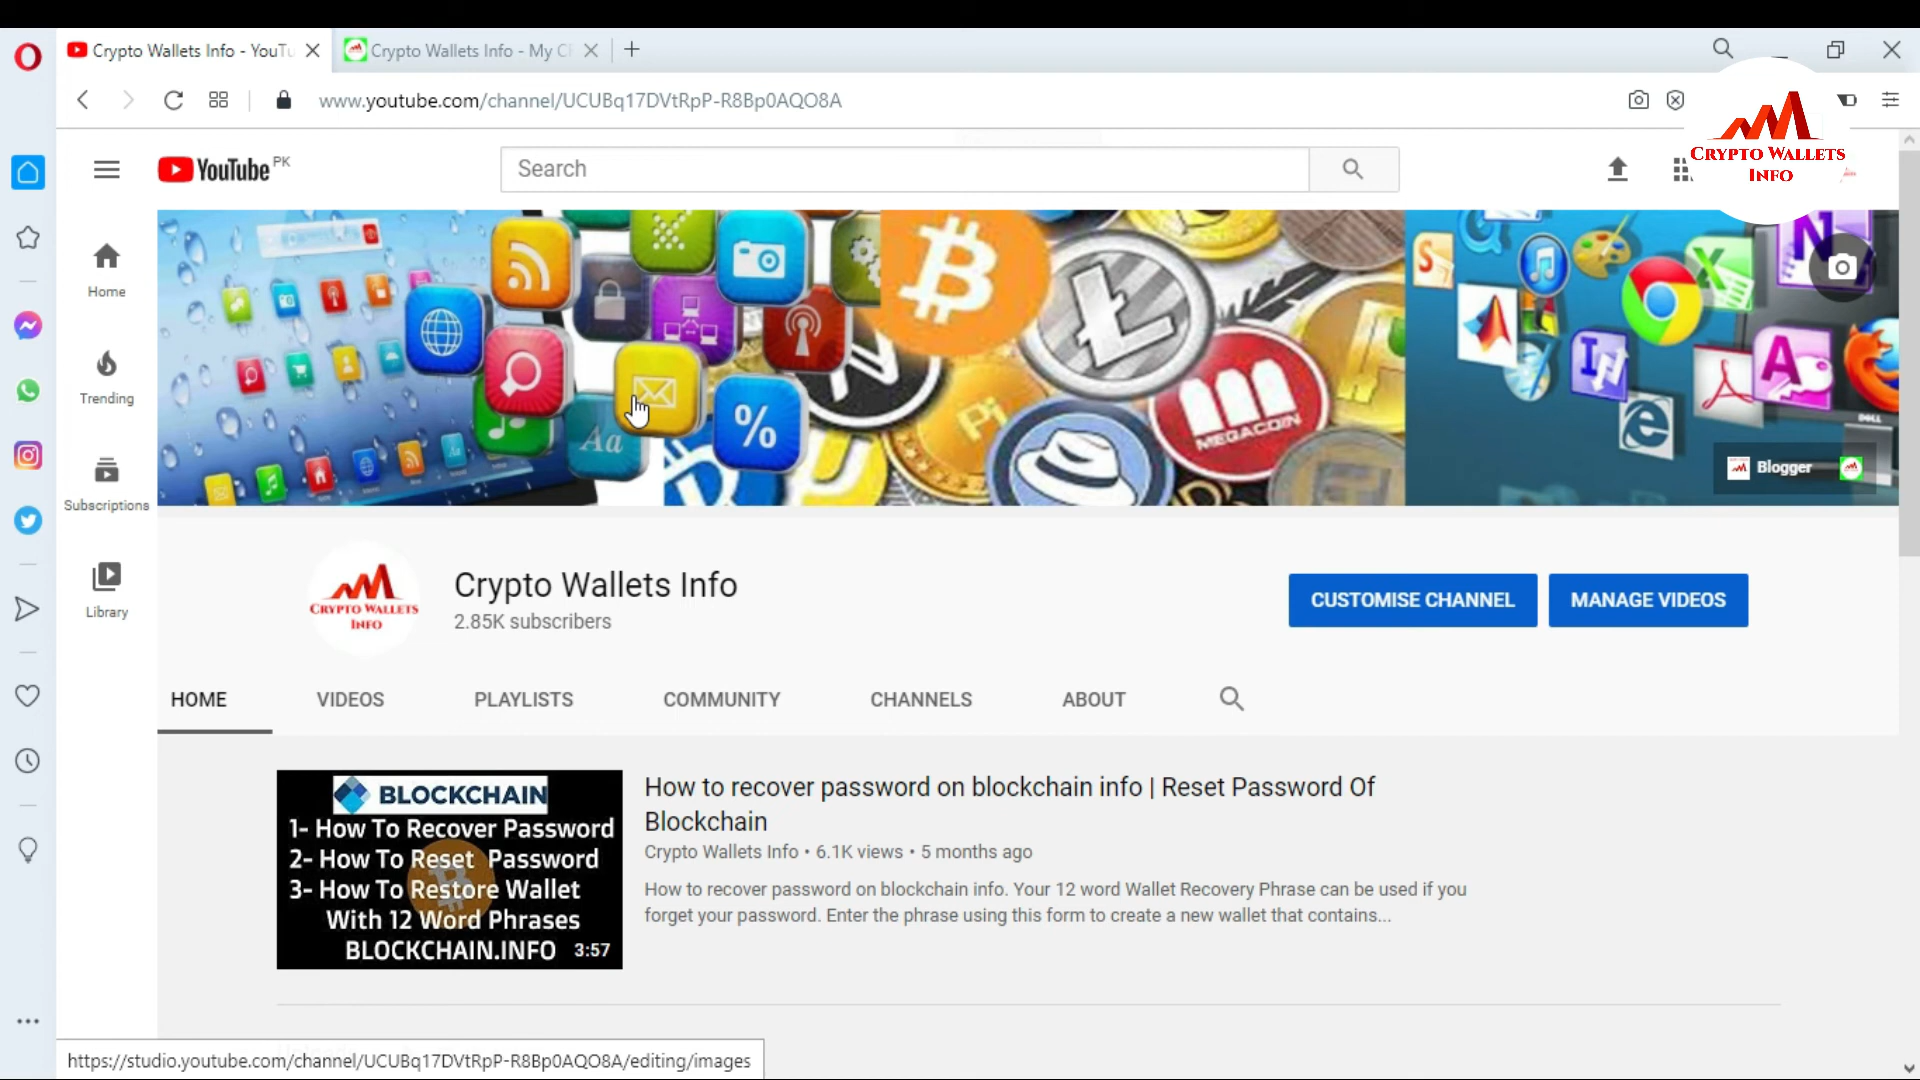 Crypto Wallets Info - YouTu
Crypto Wallets Info - My C
www.youtube.com/channel/UCUBq17DVtRpP-R8Bp0AQO8A
CRYPTO WALLETS
INFO
YouTube PK
Search
Home
Trending
Subscriptions
Library
Aa
%
Pi
MEGACOIN
DELL
Blogger
CRYPTO WALLETS
INFO
Crypto Wallets Info
2.85K subscribers
CUSTOMISE CHANNEL
MANAGE VIDEOS
HOME
VIDEOS
PLAYLISTS
COMMUNITY
CHANNELS
ABOUT
BLOCKCHAIN
1- How To Recover Password
2- How To Reset Password
3- How To Restore Wallet
With 12 Word Phrases
BLOCKCHAIN.INFO
3:57
How to recover password on blockchain info | Reset Password Of
Blockchain
Crypto Wallets Info • 6.1K views • 5 months ago
How to recover password on blockchain info. Your 12 word Wallet Recovery Phrase can be used if you
forget your password. Enter the phrase using this form to create a new wallet that contains...
https://studio.youtube.com/channel/UCUBq17DVtRpP-R8Bp0AQO8A/editing/images